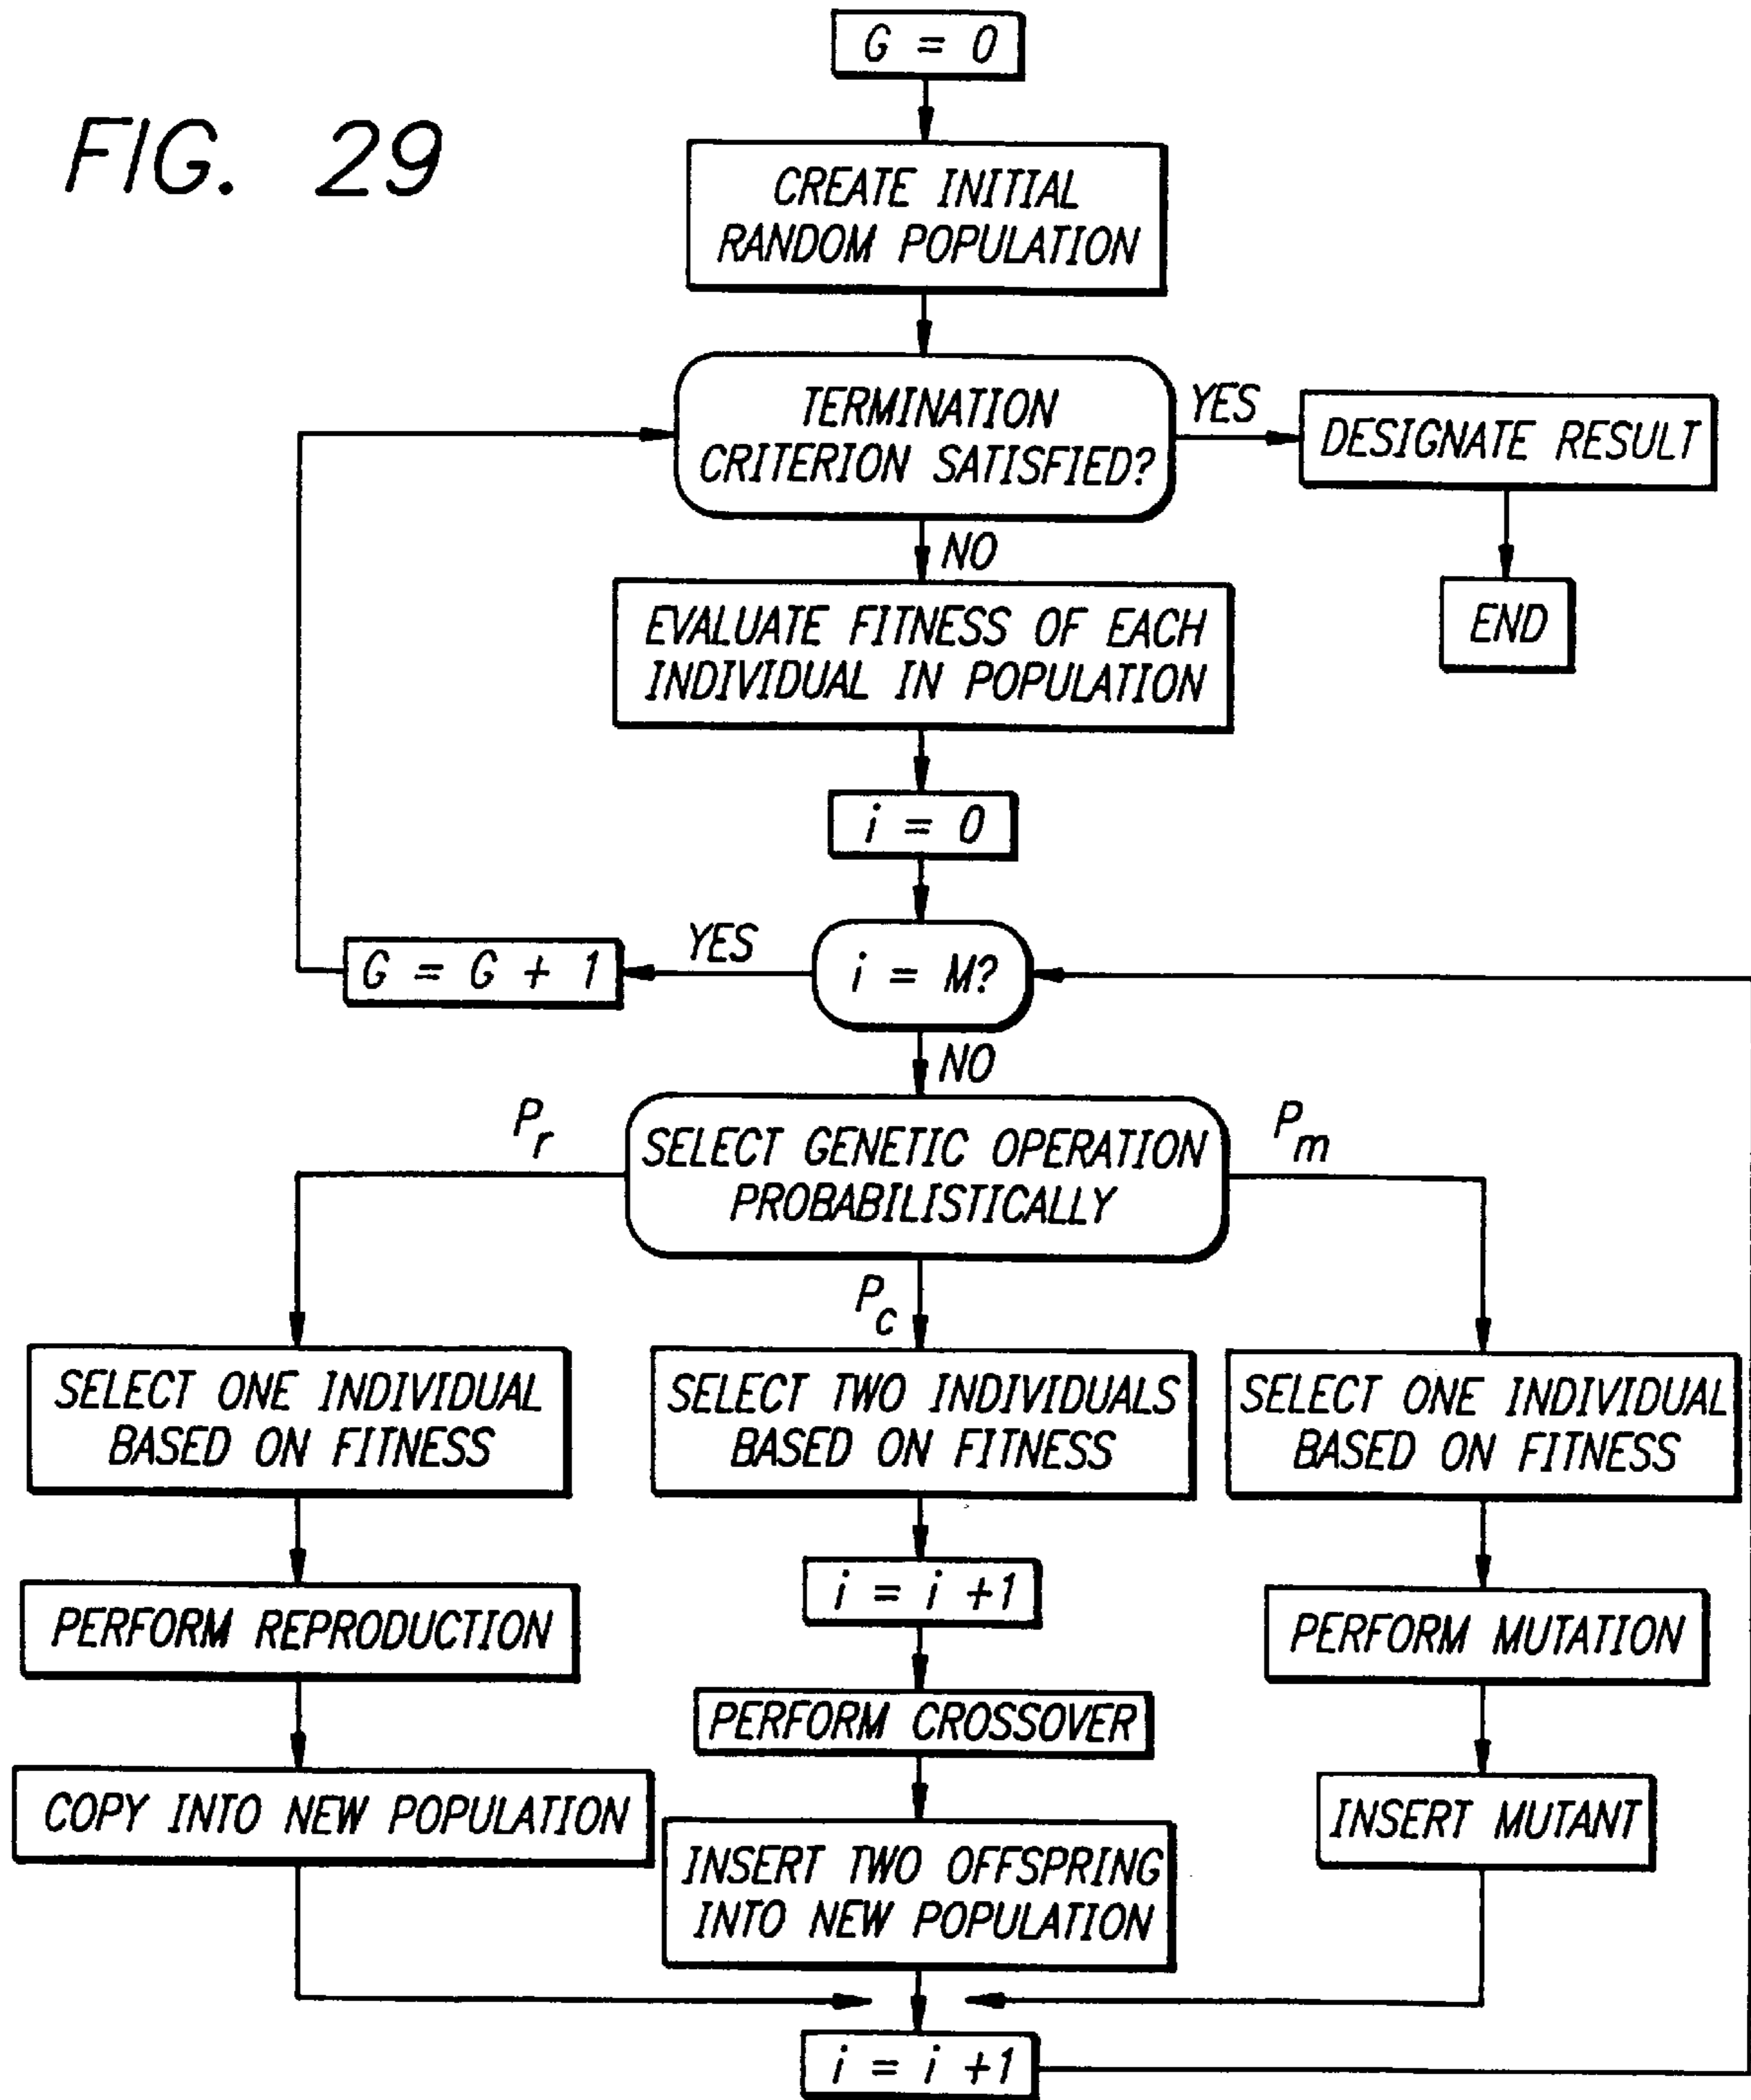 G = 0
FIG. 29
CREATE INITIAL
RANDOM POPULATION
TERMINATION
CRITERION SATISFIED?
YES
DESIGNATE RESULT
NO
END
EVALUATE FITNESS OF EACH
INDIVIDUAL IN POPULATION
i = 0
i = M?
YES
G = G + 1
NO
SELECT GENETIC OPERATION
PROBABILISTICALLY
Pr
Pc
Pm
SELECT ONE INDIVIDUAL
BASED ON FITNESS
PERFORM REPRODUCTION
COPY INTO NEW POPULATION
SELECT TWO INDIVIDUALS
BASED ON FITNESS
i = i +1
PERFORM CROSSOVER
INSERT TWO OFFSPRING
INTO NEW POPULATION
SELECT ONE INDIVIDUAL
BASED ON FITNESS
PERFORM MUTATION
INSERT MUTANT
i = i +1